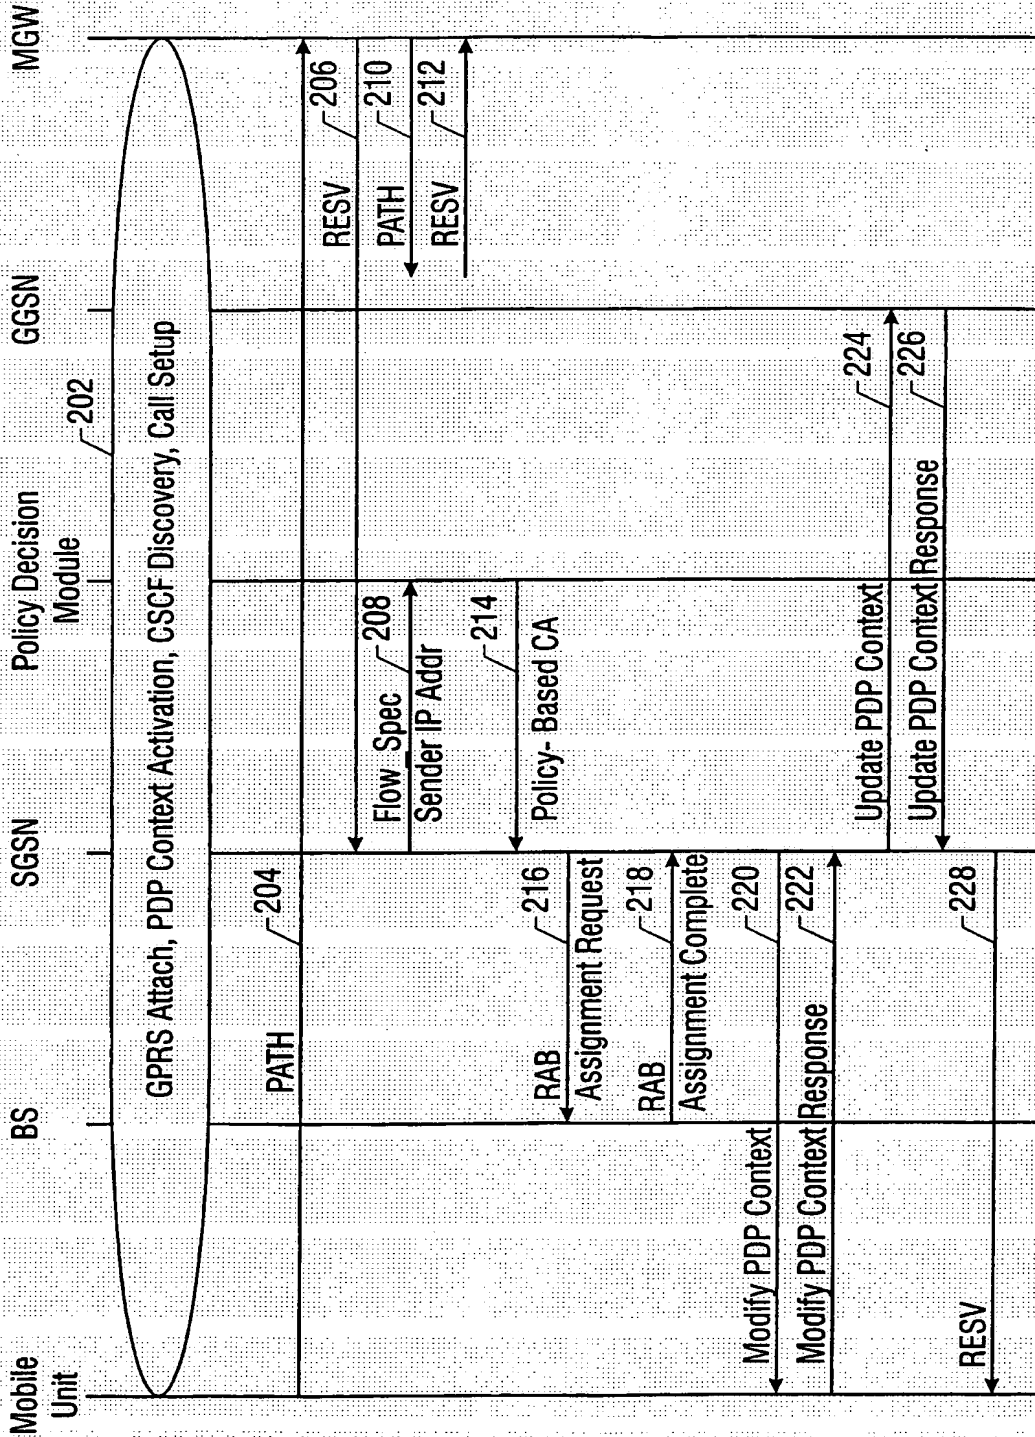 Mobile
Unit
BS
SGSN
Policy Decision
Module
GGSN
MGW
202
GPRS Attach, PDP Context Activation, CSCF Discovery, Call Setup
PATH
204
RESV
206
Flow_Spec
208
Sender IP Addr
PATH
210
RESV
212
214
Policy- Based CA
RAB
216
Assignment Request
RAB
218
Assignment Complete
Modify PDP Context
220
Modify PDP Context Response
222
Update PDP Context
224
Update PDP Context Response
226
RESV
228